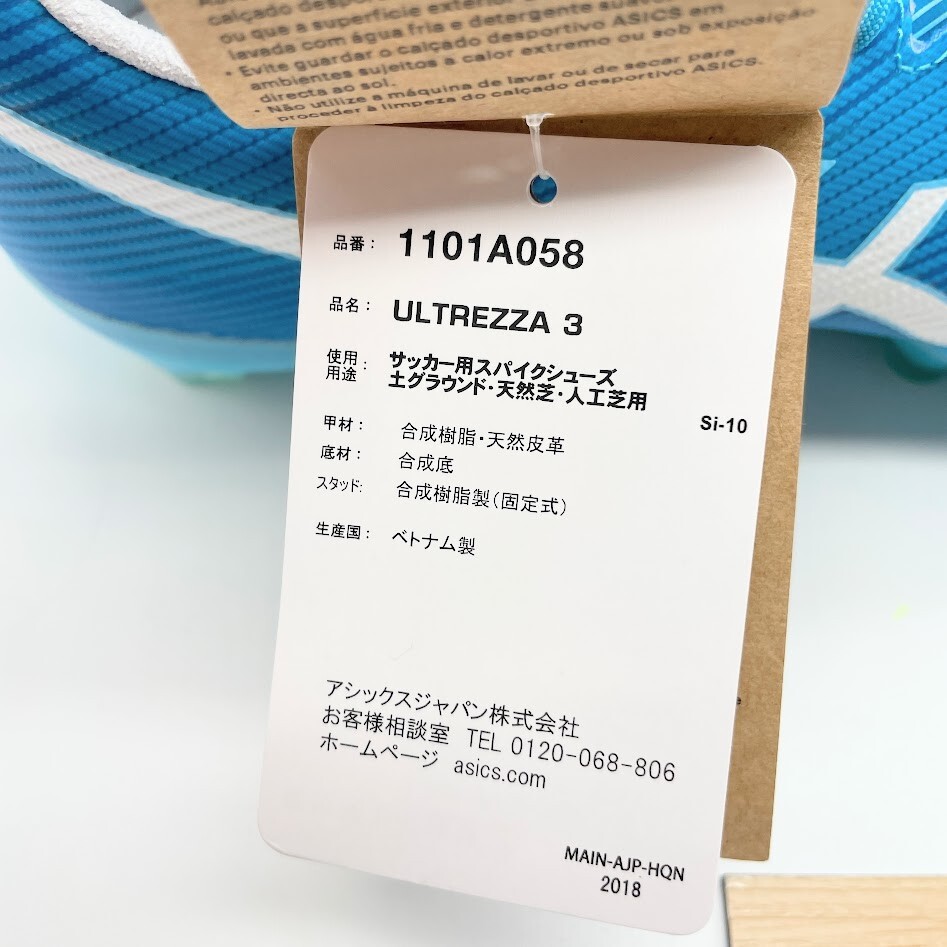 calçado
ou que a superfície
lavada com água fria e detergente
• Evite guardar o calçado desportivo ASICS em
ambientes sujeitos a calor extremo ou sob exposição
directa ao sol.
• Não utilize a máquina de lavar ou de secar para
proceder à limpeza do calçado desportivo ASICS.
品番: 1101A058
品名: ULTREZZA 3
使用用途: サッカー用スパイクシューズ
土グラウンド・天然芝・人工芝用
Si-10
甲材: 合成樹脂・天然皮革
底材: 合成底
スタッド: 合成樹脂製(固定式)
生産国: ベトナム製
アシックスジャパン株式会社
お客様相談室 TEL 0120-068-806
ホームページ asics.com
MAIN-AJP-HQN
2018